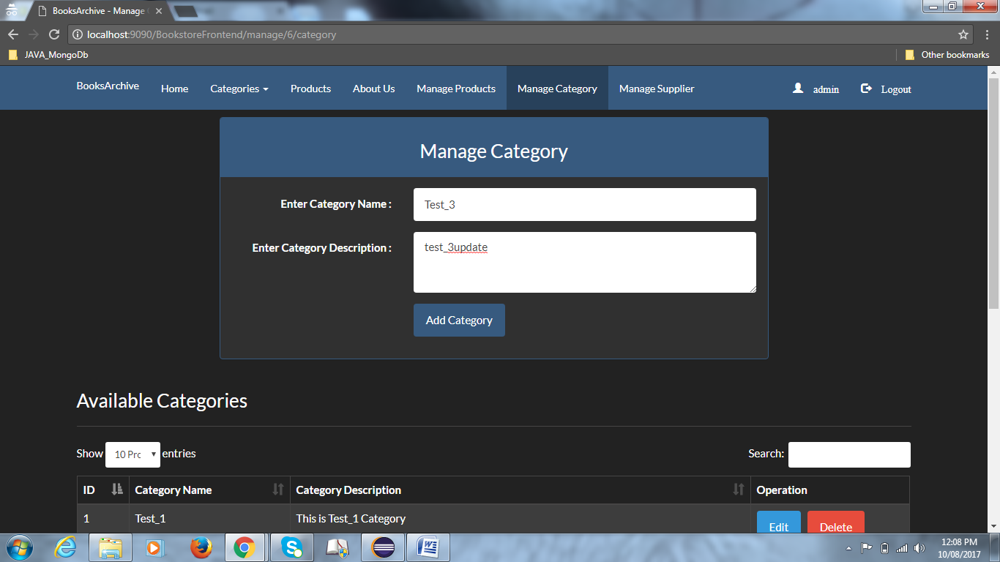 BooksArchive - Manage C
localhost:9090/BookstoreFrontend/manage/6/category
JAVA_MongoDb
Other bookmarks
BooksArchive Home Categories Products About Us Manage Products Manage Category Manage Supplier admin Logout
Manage Category
Enter Category Name : Test_3
Enter Category Description : test_3update
Add Category
Available Categories
Show 10 Prc entries Search:
ID Category Name Category Description Operation
1 Test_1 This is Test_1 Category Edit Delete
12:08 PM
10/08/2017